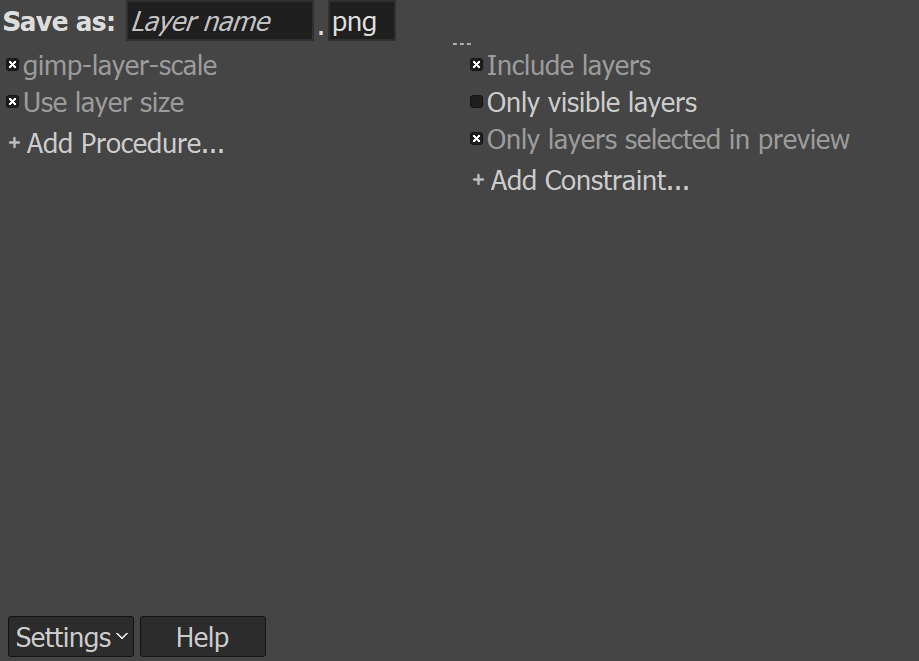 Save as: Layer name . png
gimp-layer-scale
Use layer size
+ Add Procedure...
Include layers
Only visible layers
Only layers selected in preview
+ Add Constraint...
Settings
Help